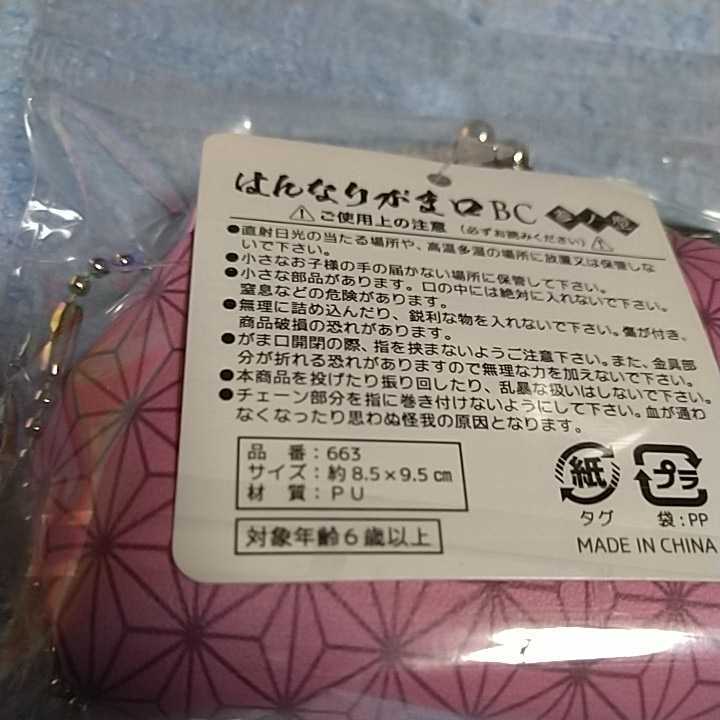 はんなりがま口BC
⚠ご使用上の注意（必ずお読みください）⚠
●直射日光の当たる場所や、高温多湿の場所に放置又は保管しな
いで下さい。
●小さなお子様の手の届かない場所に保管して下さい。
●小さな部品があります。口の中には絶対に入れないで下さい。
窒息などの危険があります。
●無理に詰め込んだり、鋭利な物を入れないで下さい。傷が付き、
商品破損の恐れがあります。
●がま口開閉の際、指を挟まないようご注意下さい。また、金具部
分が折れる恐れがありますので無理な力を加えないで下さい。
●本商品を投げたり振り回したり、乱暴な扱いはしないで下さい。
●チェーン部分を指に巻き付けないようにして下さい。血が通わ
なくなったり思わぬ怪我の原因となります。
品 番：663
サイズ：約8.5×9.5㎝
材 質：PU
対象年齢6歳以上
紙
タグ
プラ
袋：PP
MADE IN CHINA